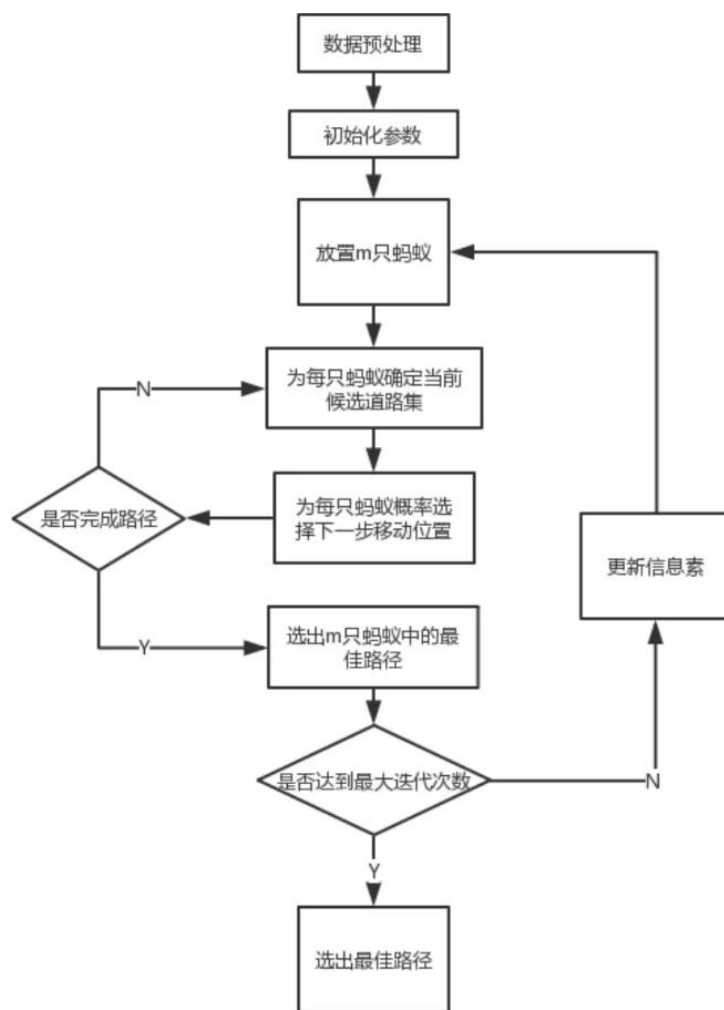 数据预处理
初始化参数
放置m只蚂蚁
为每只蚂蚁确定当前
候选道路集
N
为每只蚂蚁概率选
择下一步移动位置
是否完成路径
更新信息素
Y
选出m只蚂蚁中的最
佳路径
是否达到最大迭代次数
N
Y
选出最佳路径